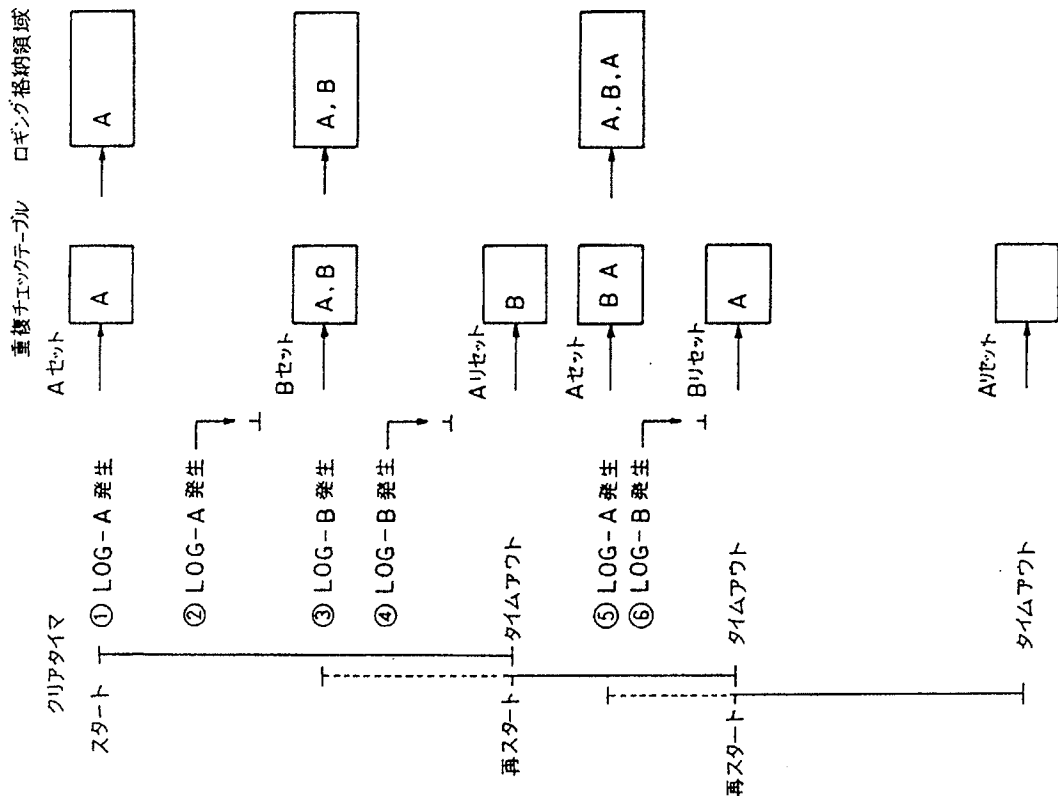 クリアタイマ
重複チェックテーブル
ロギング格納領域
スタート
① LOG-A 発生
Aセット
A
A
② LOG-A 発生
③ LOG-B 発生
Bセット
A,B
A,B
④ LOG-B 発生
再スタート
タイムアウト
Aリセット
B
⑤ LOG-A 発生
Aセット
B A
A,B,A
⑥ LOG-B 発生
再スタート
タイムアウト
Bリセット
A
タイムアウト
Aリセット